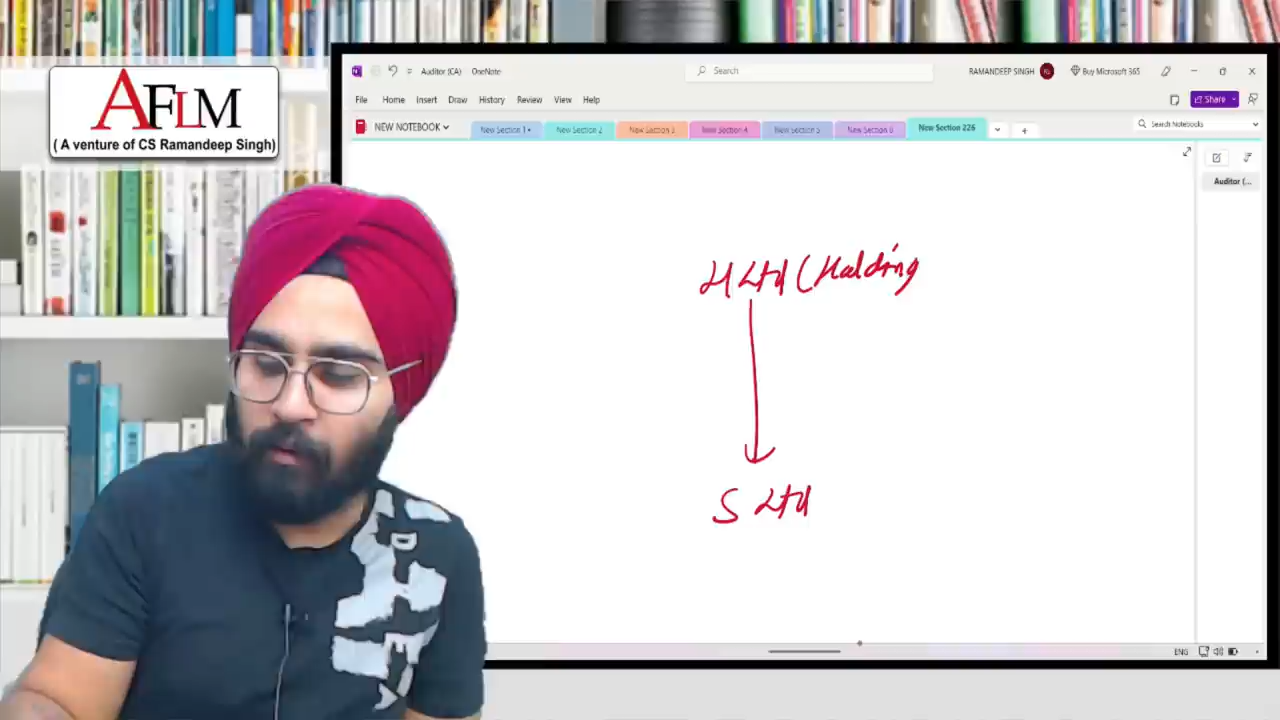 AFLM
( A venture of CS Ramandeep Singh)
Auditor (CA) OneNote
Search
RAMANDEEP SINGH
Buy Microsoft 365
File Home Insert Draw History Review View Help
Share
NEW NOTEBOOK
New Section 1
New Section 2
New Section 3
New Section 4
New Section 5
New Section 6
New Section 226
Search Notebooks
Auditor (...
H Ltd (Holding
S Ltd
ENG